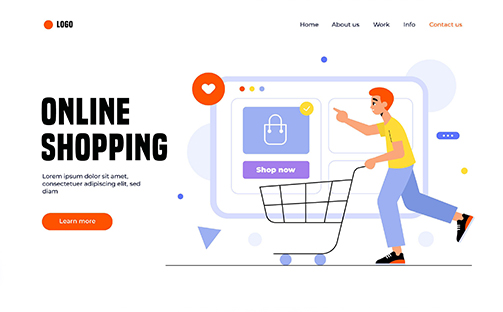 LOGO
Home About us Work Info Contact us
ONLINE
SHOPPING
Lorem ipsum dolor sit amet,
consectetuer adipiscing elit, sed
diam
Learn more
Shop now